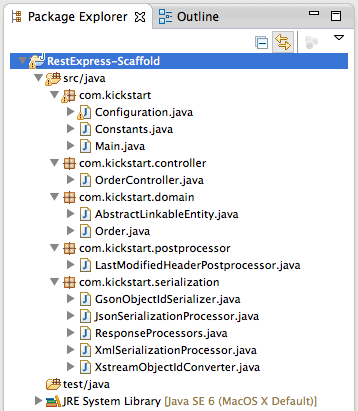 Package Explorer Outline
RestExpress-Scaffold
src/java
com.kickstart
Configuration.java
Constants.java
Main.java
com.kickstart.controller
OrderController.java
com.kickstart.domain
AbstractLinkableEntity.java
Order.java
com.kickstart.postprocessor
LastModifiedHeaderPostprocessor.java
com.kickstart.serialization
GsonObjectIdSerializer.java
JsonSerializationProcessor.java
ResponseProcessors.java
XmlSerializationProcessor.java
XstreamObjectIdConverter.java
test/java
JRE System Library [Java SE 6 (MacOS X Default)]